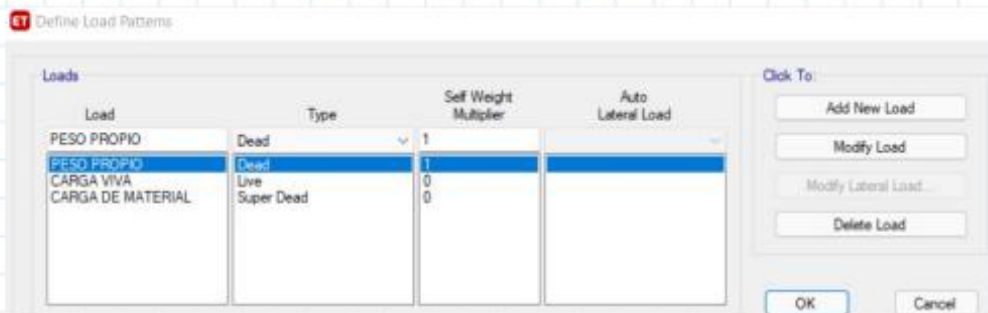 ET Define Load Patterns
Loads
Click To:
Load Type Self Weight Multiplier Auto Lateral Load
PESO PROPIO Dead 1
PESO PROPIO Dead 1
CARGA VIVA Live 0
CARGA DE MATERIAL Super Dead 0
Add New Load
Modify Load
Modify Lateral Load...
Delete Load
OK Cancel